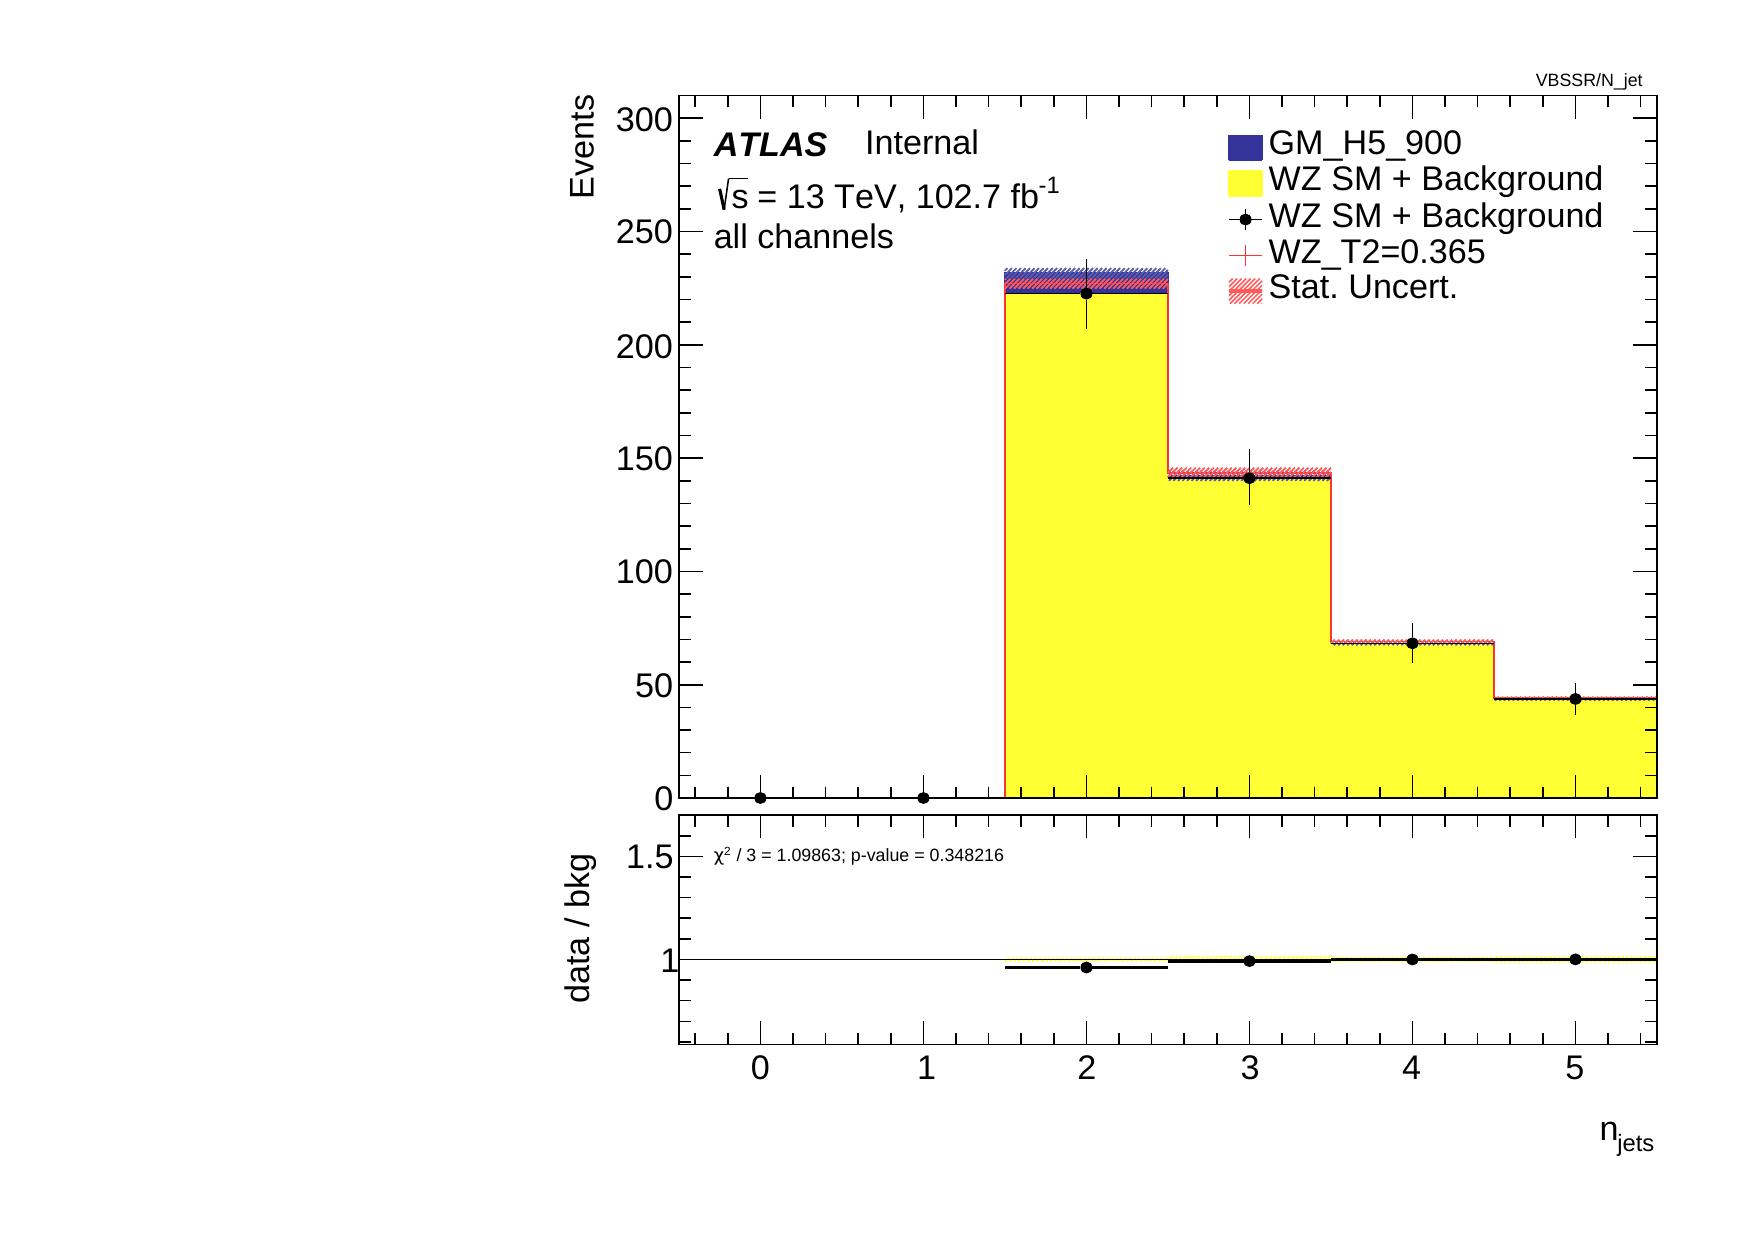 VBSSR/N_jet
Events
300
250
200
150
100
50
0
ATLAS Internal
√s = 13 TeV, 102.7 fb-1
all channels
GM_H5_900
WZ SM + Background
WZ SM + Background
WZ_T2=0.365
Stat. Uncert.
data / bkg
1.5
1
χ2 / 3 = 1.09863; p-value = 0.348216
0 1 2 3 4 5
njets